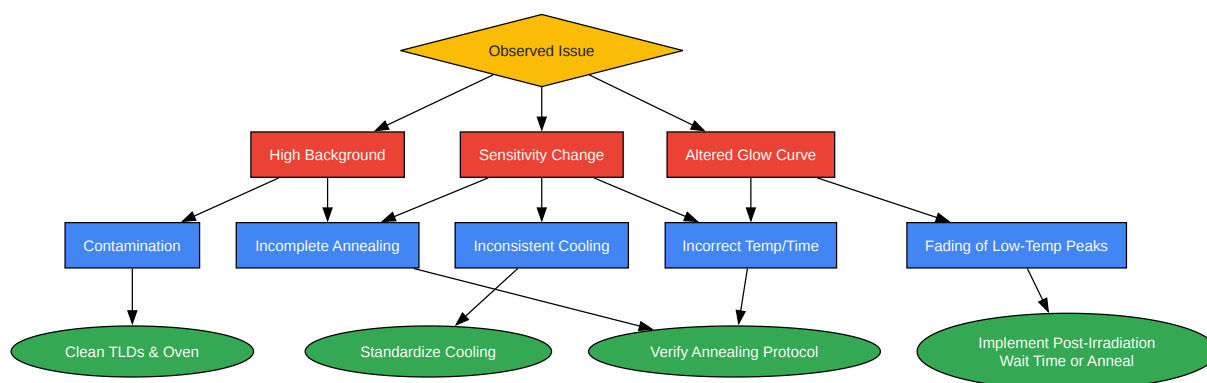 Observed Issue
High Background
Sensitivity Change
Altered Glow Curve
Contamination
Incomplete Annealing
Inconsistent Cooling
Incorrect Temp/Time
Fading of Low-Temp Peaks
Clean TLDs & Oven
Standardize Cooling
Verify Annealing Protocol
Implement Post-Irradiation
Wait Time or Anneal